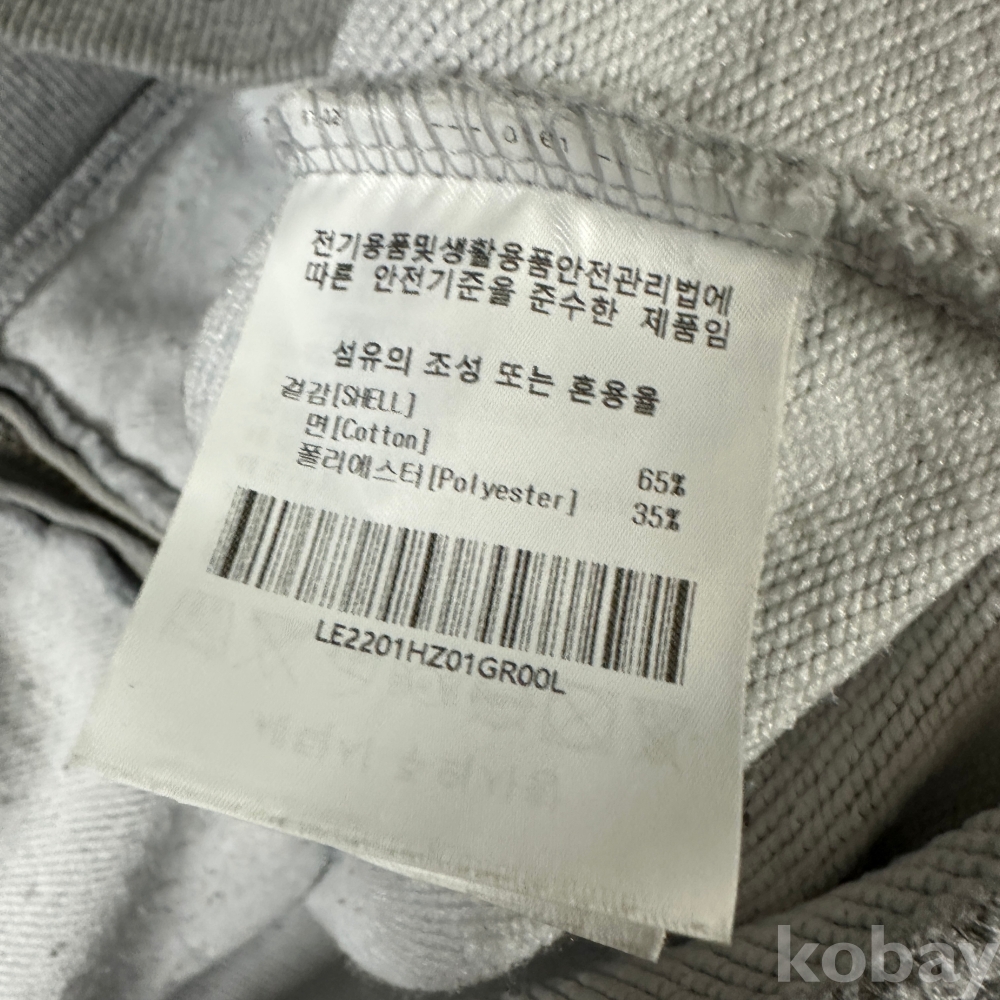 전기용품및생활용품안전관리법에
따른 안전기준을 준수한 제품임
섬유의 조성 또는 혼용율
겉감[SHELL]
면[Cotton] 65%
폴리에스터[Polyester] 35%
LE2201HZ01GR00L
kobay